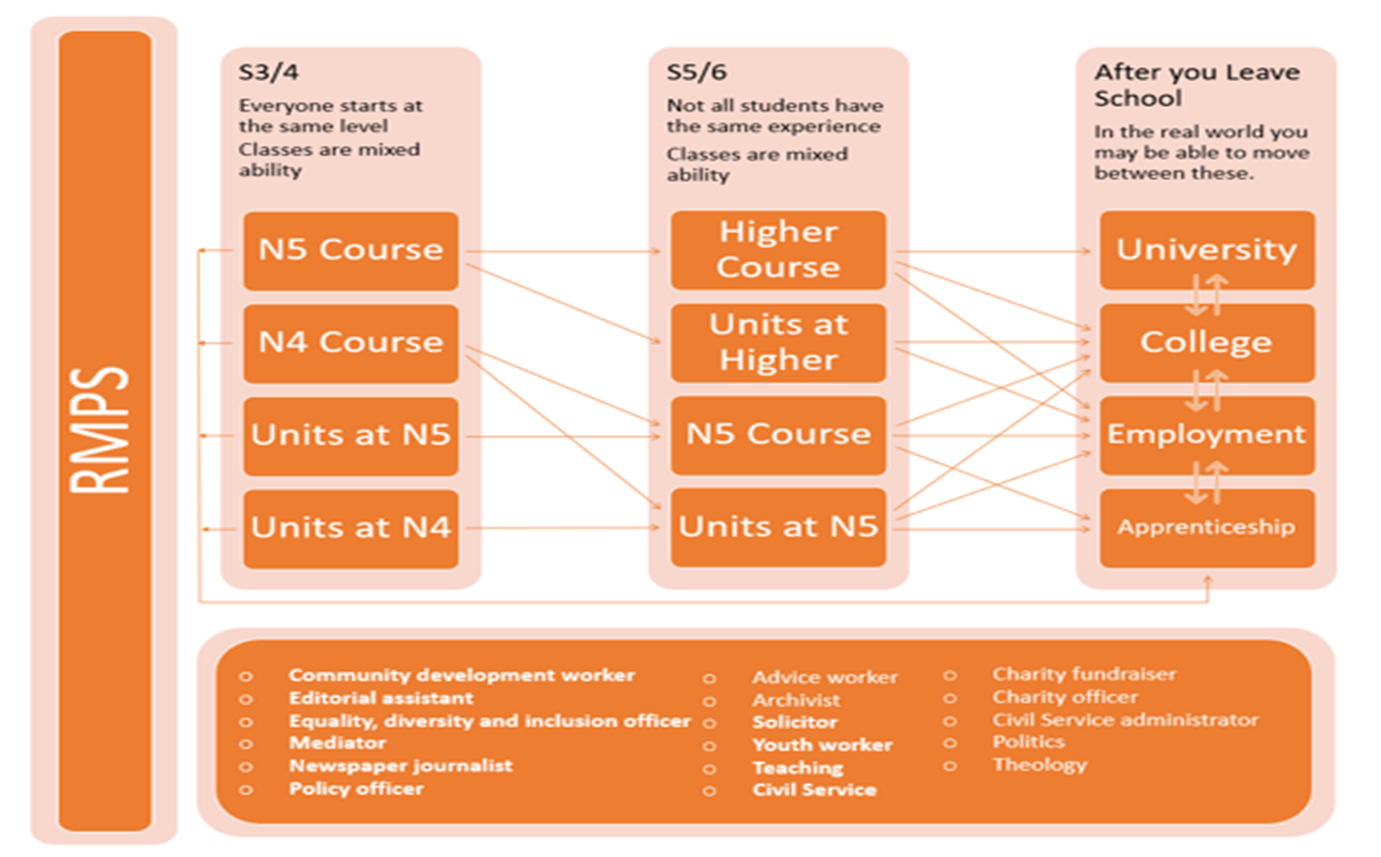 RMPS
S3/4
Everyone starts at
the same level
Classes are mixed
ability
N5 Course
N4 Course
Units at N5
Units at N4
S5/6
Not all students have
the same experience
Classes are mixed
ability
Higher
Course
Units at
Higher
N5 Course
Units at N5
After you Leave
School
In the real world you
may be able to move
between these.
University
College
Employment
Apprenticeship
Community development worker
Editorial assistant
Equality, diversity and inclusion officer
Mediator
Newspaper journalist
Policy officer
Advice worker
Archivist
Solicitor
Youth worker
Teaching
Civil Service
Charity fundraiser
Charity officer
Civil Service administrator
Politics
Theology